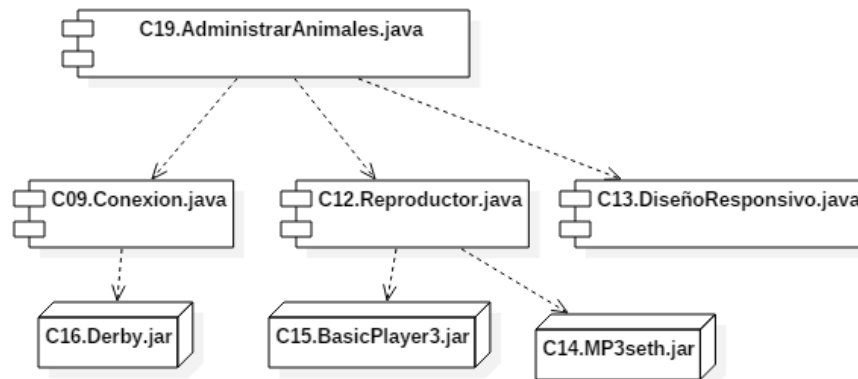 C19.AdministrarAnimales.java
C09.Conexion.java
C12.Reproductor.java
C13.DiseñoResponsivo.java
C16.Derby.jar
C15.BasicPlayer3.jar
C14.MP3seth.jar